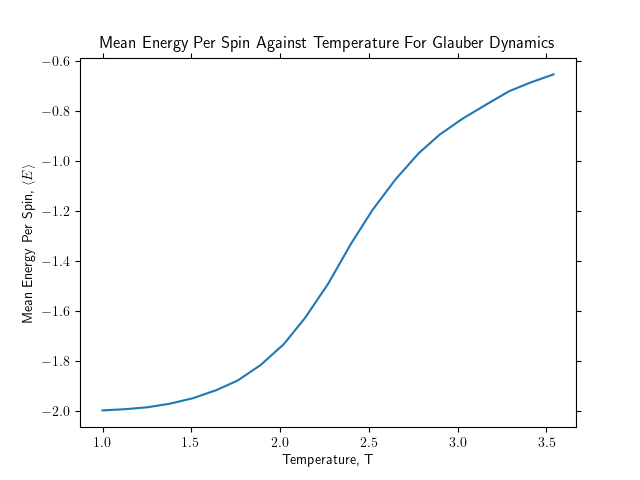 Mean Energy Per Spin Against Temperature For Glauber Dynamics
Mean Energy Per Spin, ⟨E⟩
−0.6
−0.8
−1.0
−1.2
−1.4
−1.6
−1.8
−2.0
1.0 1.5 2.0 2.5 3.0 3.5
Temperature, T